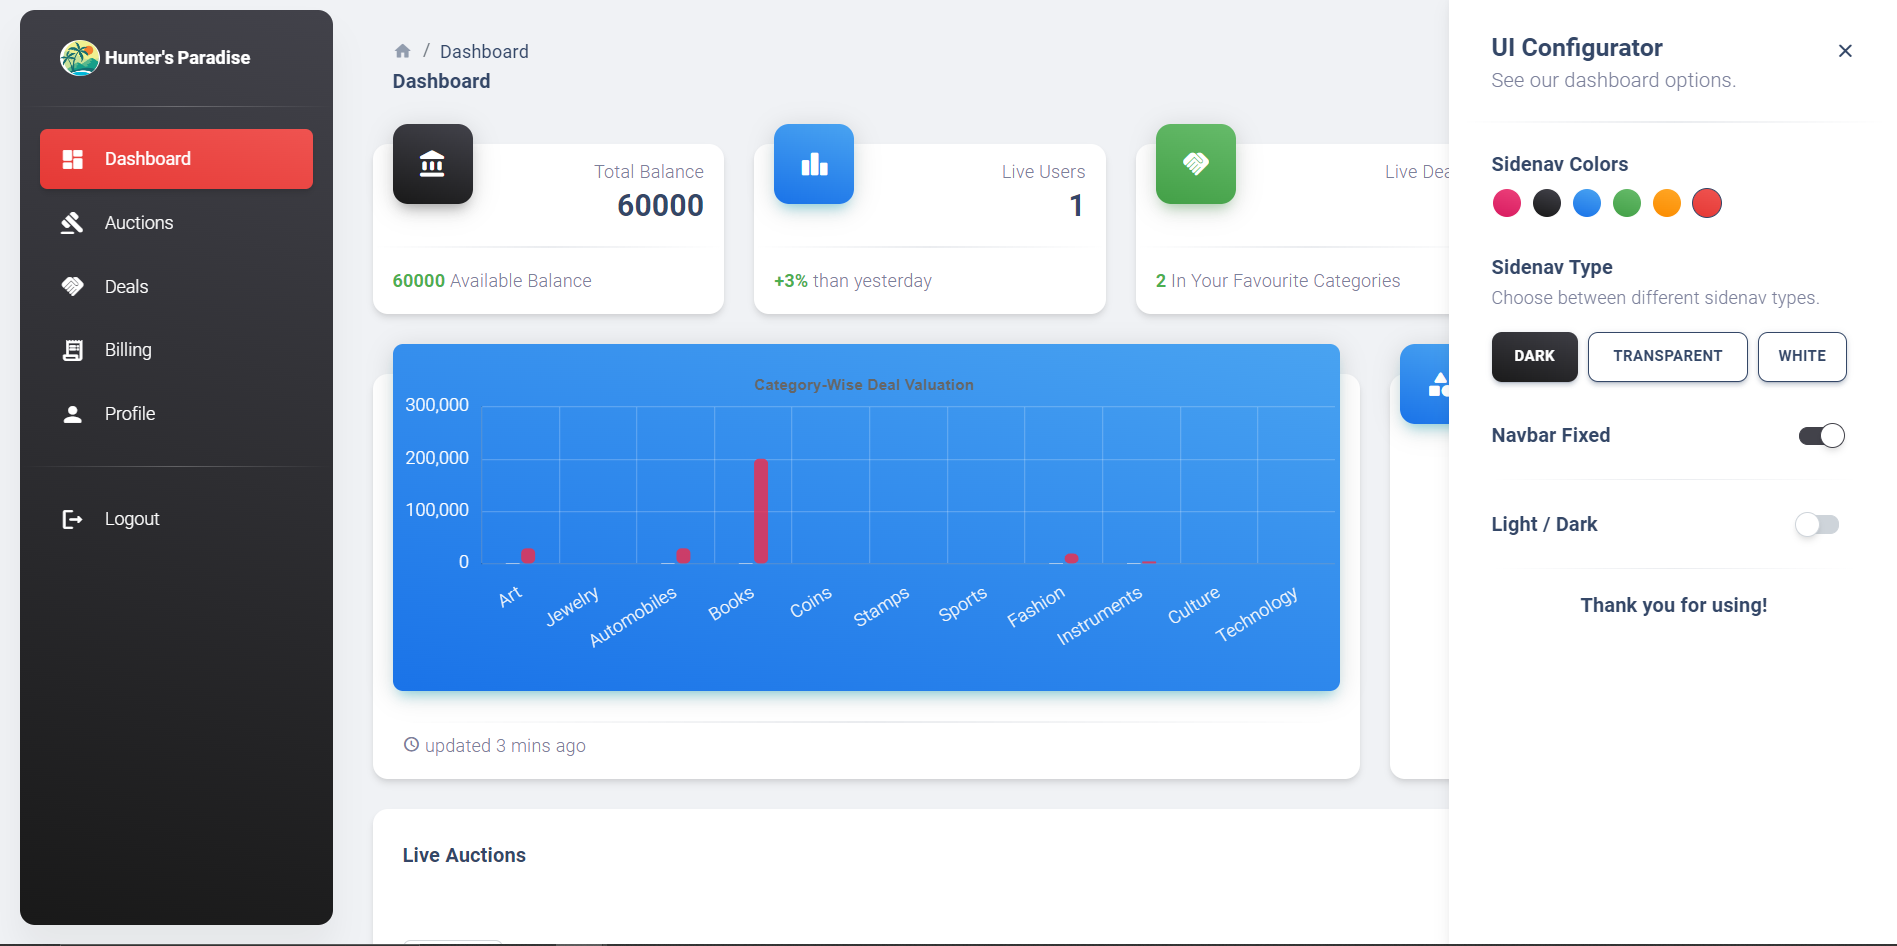 Hunter's Paradise
Dashboard
Auctions
Deals
Billing
Profile
Logout
/ Dashboard
Dashboard
Total Balance
60000
60000 Available Balance
Live Users
1
+3% than yesterday
Live Dea
2 In Your Favourite Categories
Category-Wise Deal Valuation
300,000
200,000
100,000
0
Art
Jewelry
Automobiles
Books
Coins
Stamps
Sports
Fashion
Instruments
Culture
Technology
updated 3 mins ago
Live Auctions
UI Configurator
See our dashboard options.
Sidenav Colors
Sidenav Type
Choose between different sidenav types.
DARK
TRANSPARENT
WHITE
Navbar Fixed
Light / Dark
Thank you for using!